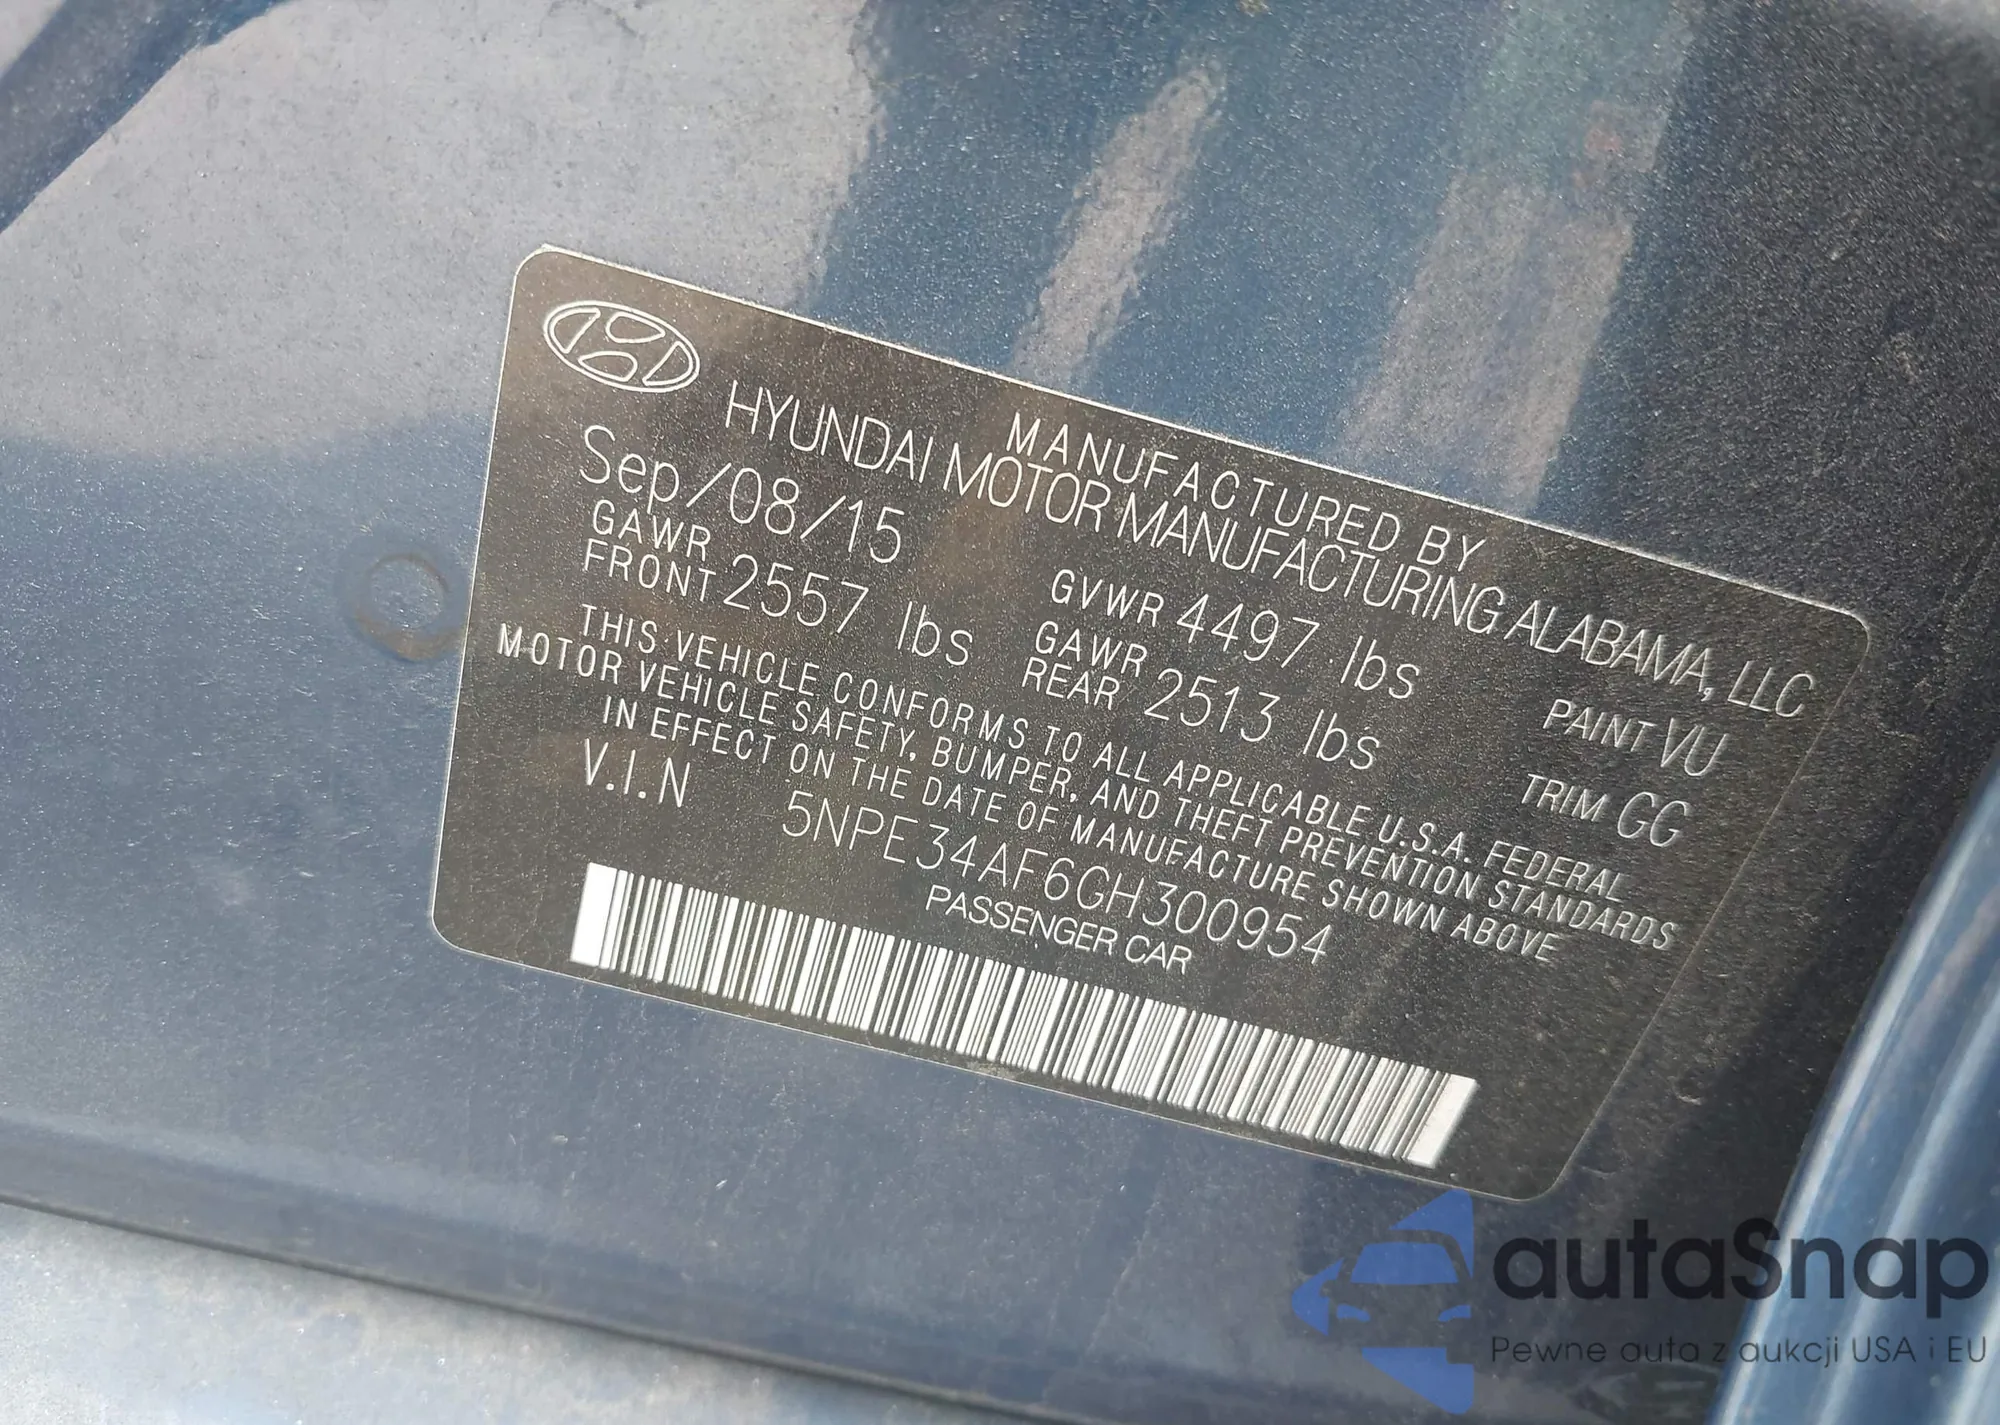 MANUFACTURED BY
HYUNDAI MOTOR MANUFACTURING ALABAMA, LLC
Sep/08/15
GVWR 4497 lbs
PAINT VU
GAWR FRONT 2557 lbs
GAWR REAR 2513 lbs
TRIM GG
THIS VEHICLE CONFORMS TO ALL APPLICABLE U.S.A. FEDERAL
MOTOR VEHICLE SAFETY, BUMPER, AND THEFT PREVENTION STANDARDS
IN EFFECT ON THE DATE OF MANUFACTURE SHOWN ABOVE
V.I.N 5NPE34AF6GH300954
PASSENGER CAR
autaSnap
Pewne auta z aukcji USA i EU